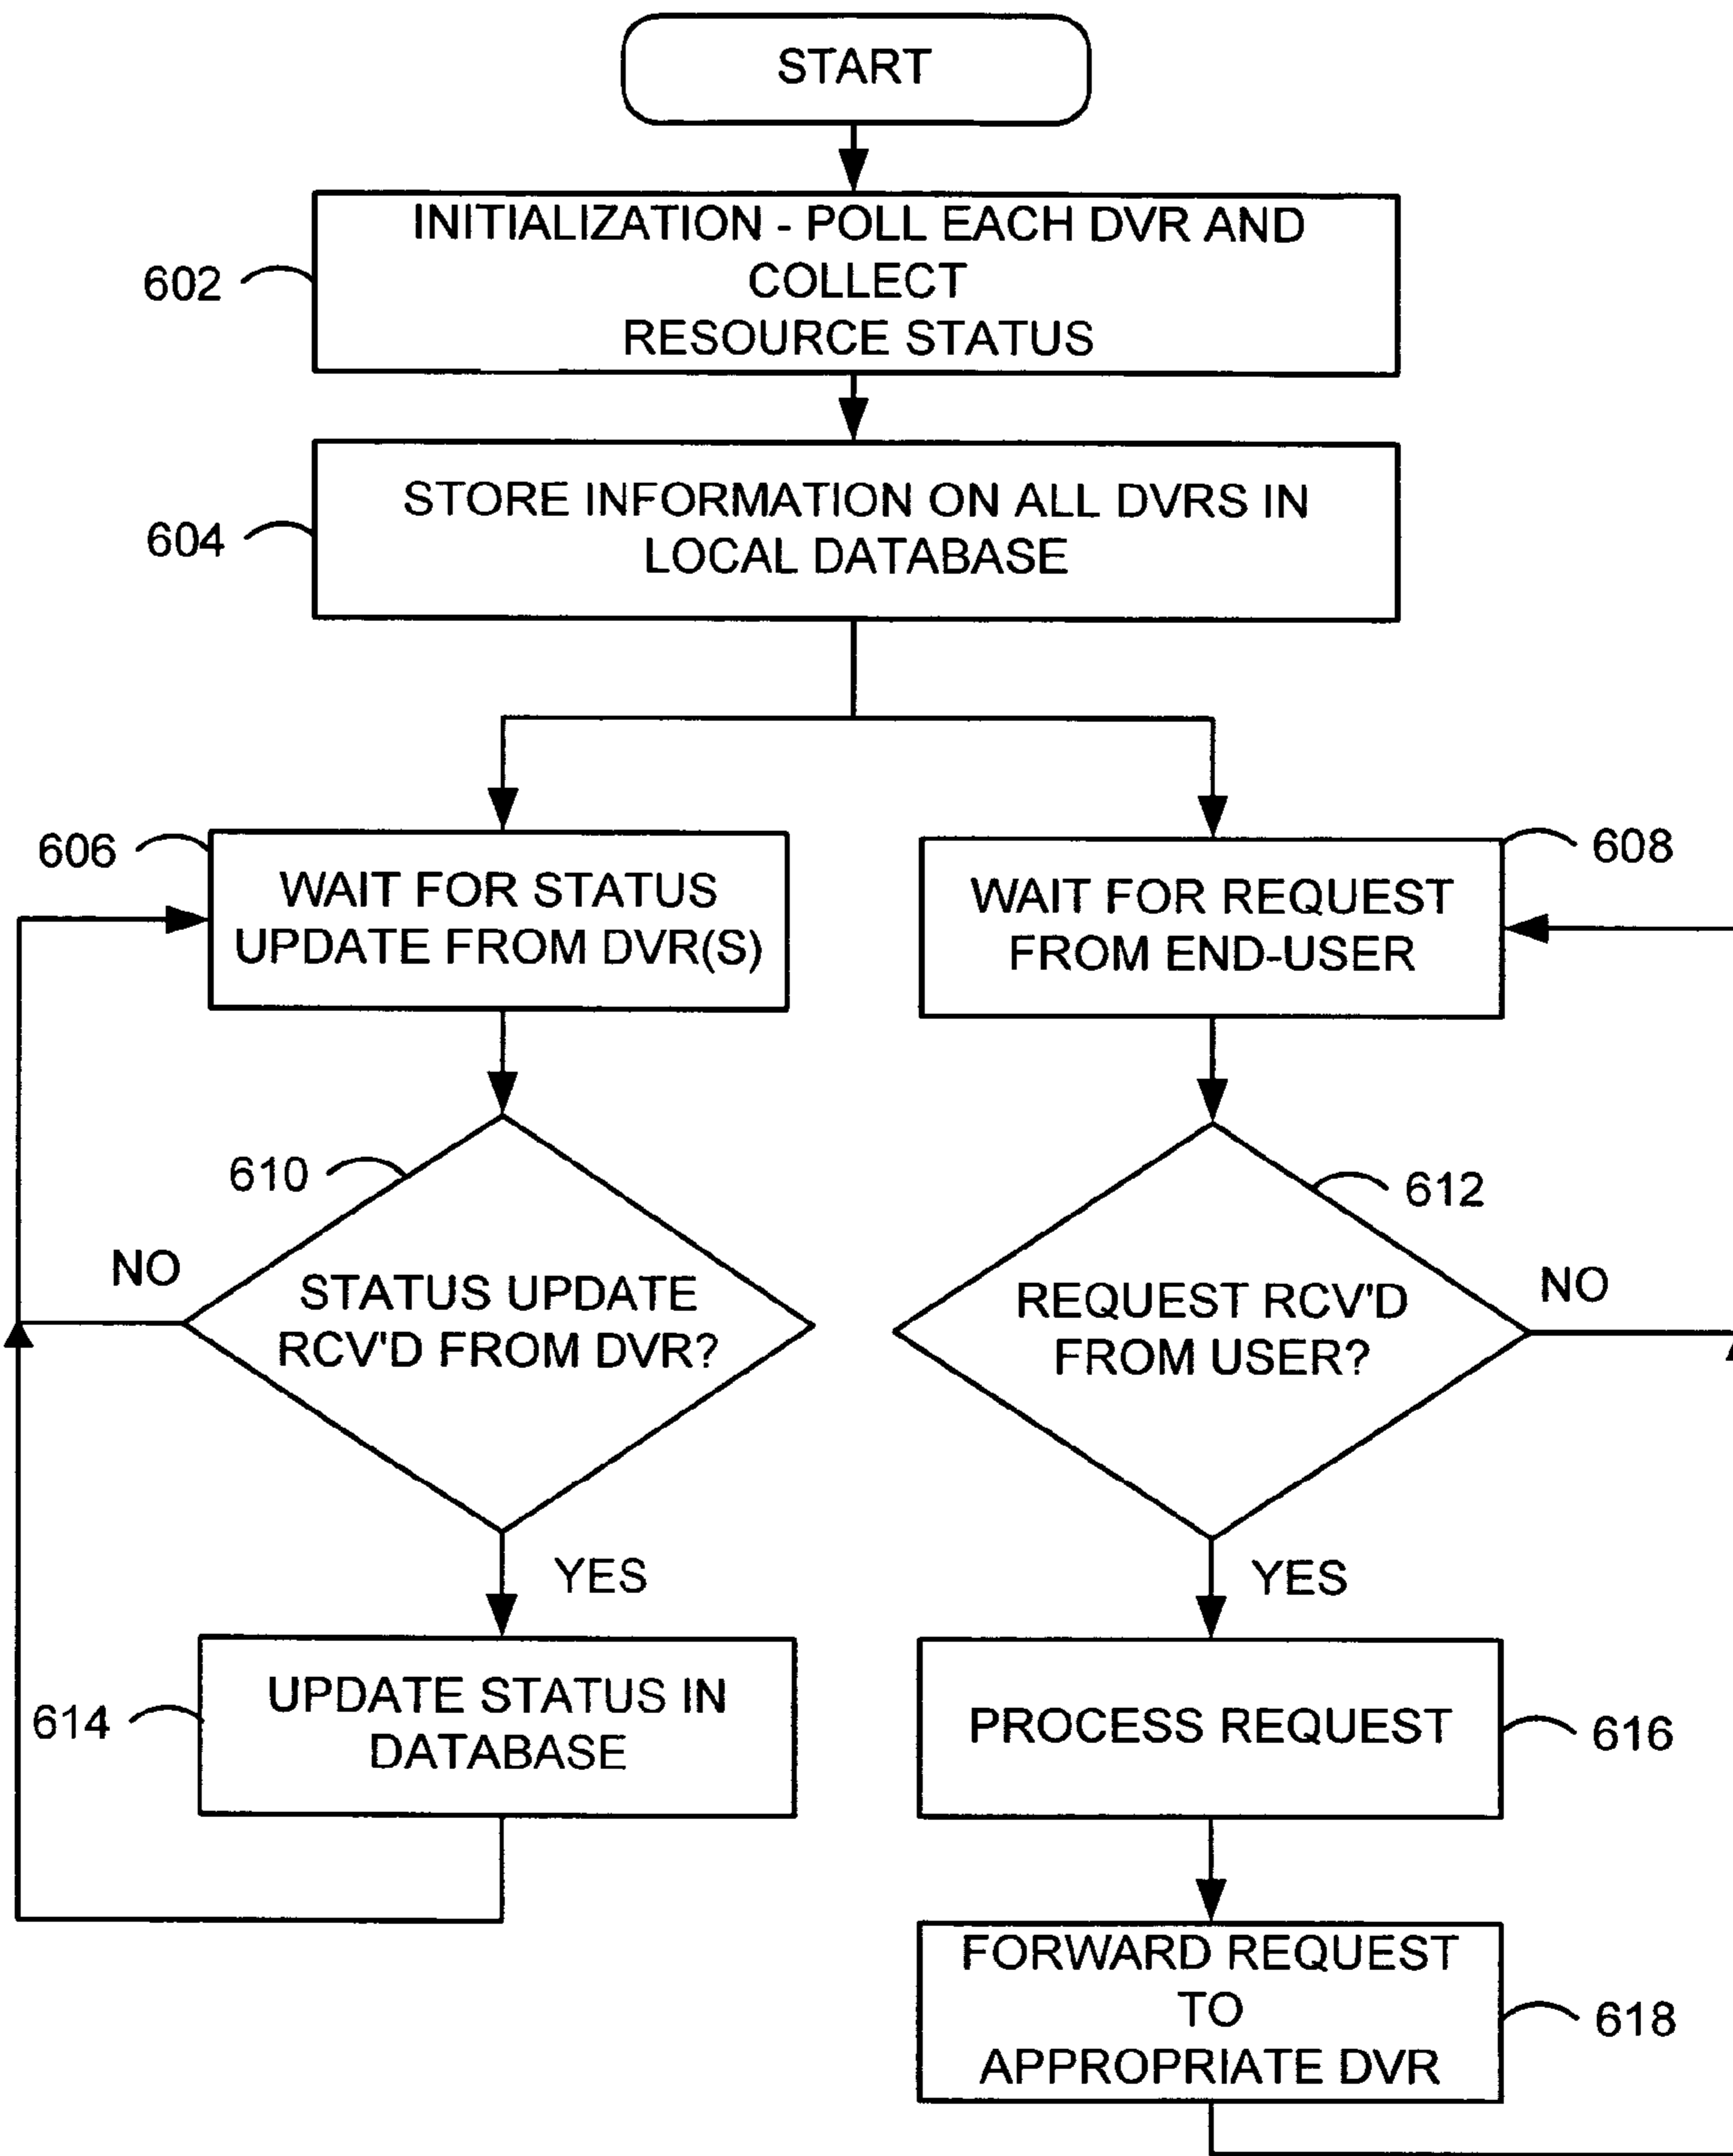 START
INITIALIZATION - POLL EACH DVR AND
COLLECT
RESOURCE STATUS
602
STORE INFORMATION ON ALL DVRS IN
LOCAL DATABASE
604
606
WAIT FOR STATUS
UPDATE FROM DVR(S)
608
WAIT FOR REQUEST
FROM END-USER
610
NO
STATUS UPDATE
RCV'D FROM DVR?
YES
612
NO
REQUEST RCV'D
FROM USER?
YES
614
UPDATE STATUS IN
DATABASE
PROCESS REQUEST
616
FORWARD REQUEST
TO
APPROPRIATE DVR
618